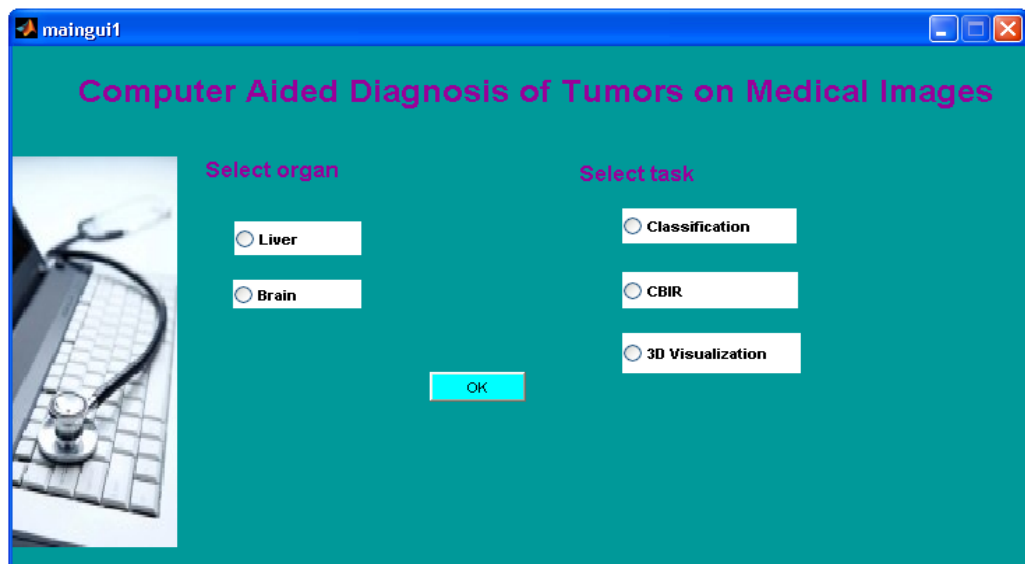 maingui1
Computer Aided Diagnosis of Tumors on Medical Images
Select organ
Liver
Brain
Select task
Classification
CBIR
3D Visualization
OK